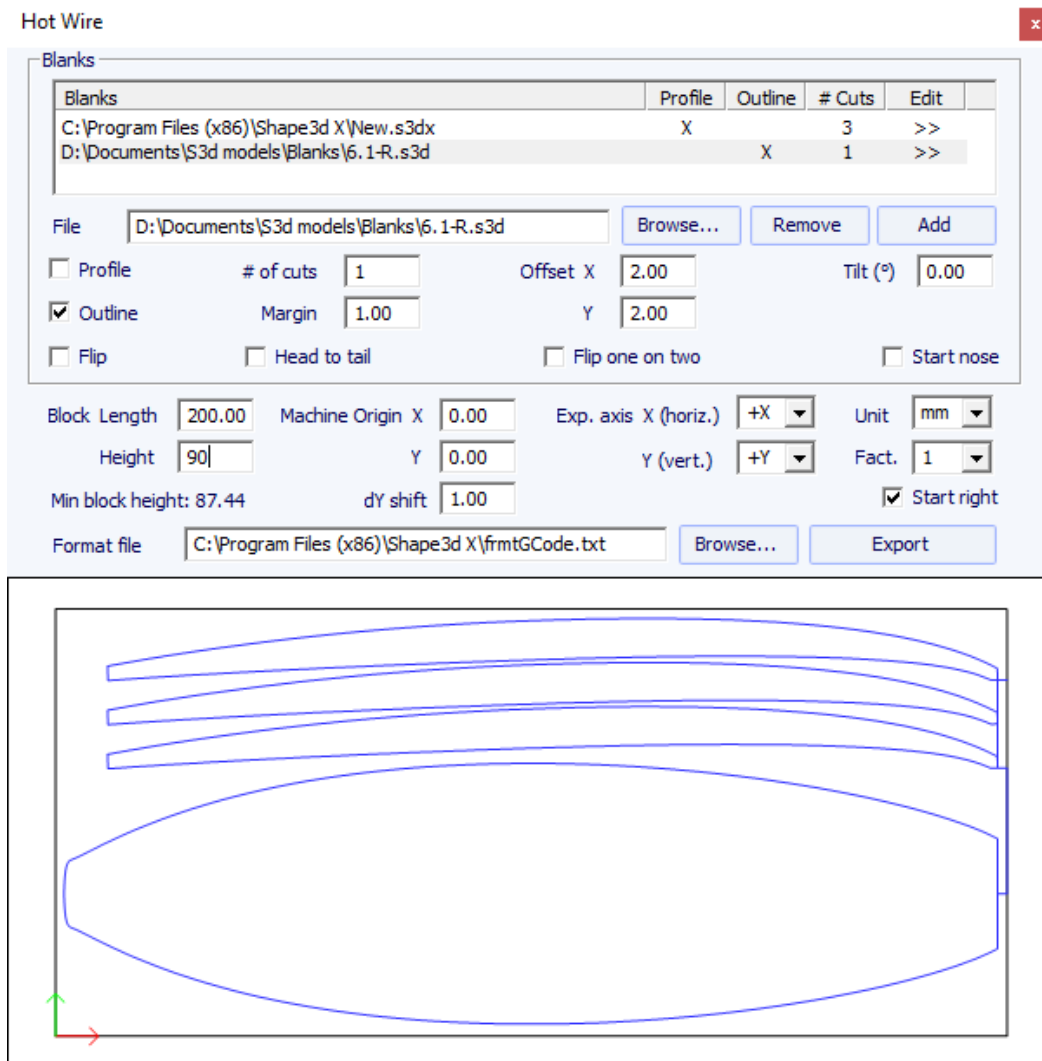 Hot Wire x
Blanks
Blanks Profile Outline # Cuts Edit
C:\Program Files (x86)\Shape3d X\New.s3dx X 3 >>
D:\Documents\S3d models\Blanks\6.1-R.s3d X 1 >>
File D:\Documents\S3d models\Blanks\6.1-R.s3d Browse... Remove Add
Profile # of cuts 1 Offset X 2.00 Tilt (°) 0.00
Outline Margin 1.00 Y 2.00
Flip Head to tail Flip one on two Start nose
Block Length 200.00 Machine Origin X 0.00 Exp. axis X (horiz.) +X Unit mm
Height 90 Y 0.00 Y (vert.) +Y Fact. 1
Min block height: 87.44 dY shift 1.00 Start right
Format file C:\Program Files (x86)\Shape3d X\frmtGCode.txt Browse... Export